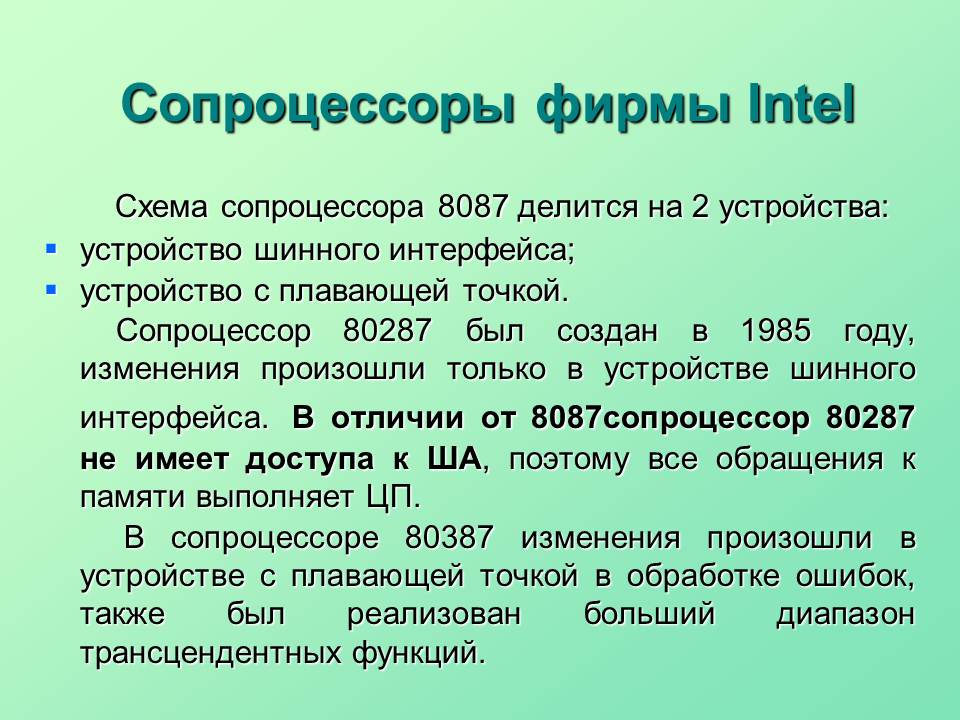 Сопроцессоры фирмы Intel
Схема сопроцессора 8087 делится на 2 устройства:
устройство шинного интерфейса;
устройство с плавающей точкой.
Сопроцессор 80287 был создан в 1985 году,
изменения произошли только в устройстве шинного
интерфейса. В отличии от 8087сопроцессор 80287
не имеет доступа к ША, поэтому все обращения к
памяти выполняет ЦП.
В сопроцессоре 80387 изменения произошли в
устройстве с плавающей точкой в обработке ошибок,
также был реализован больший диапазон
трансцендентных функций.